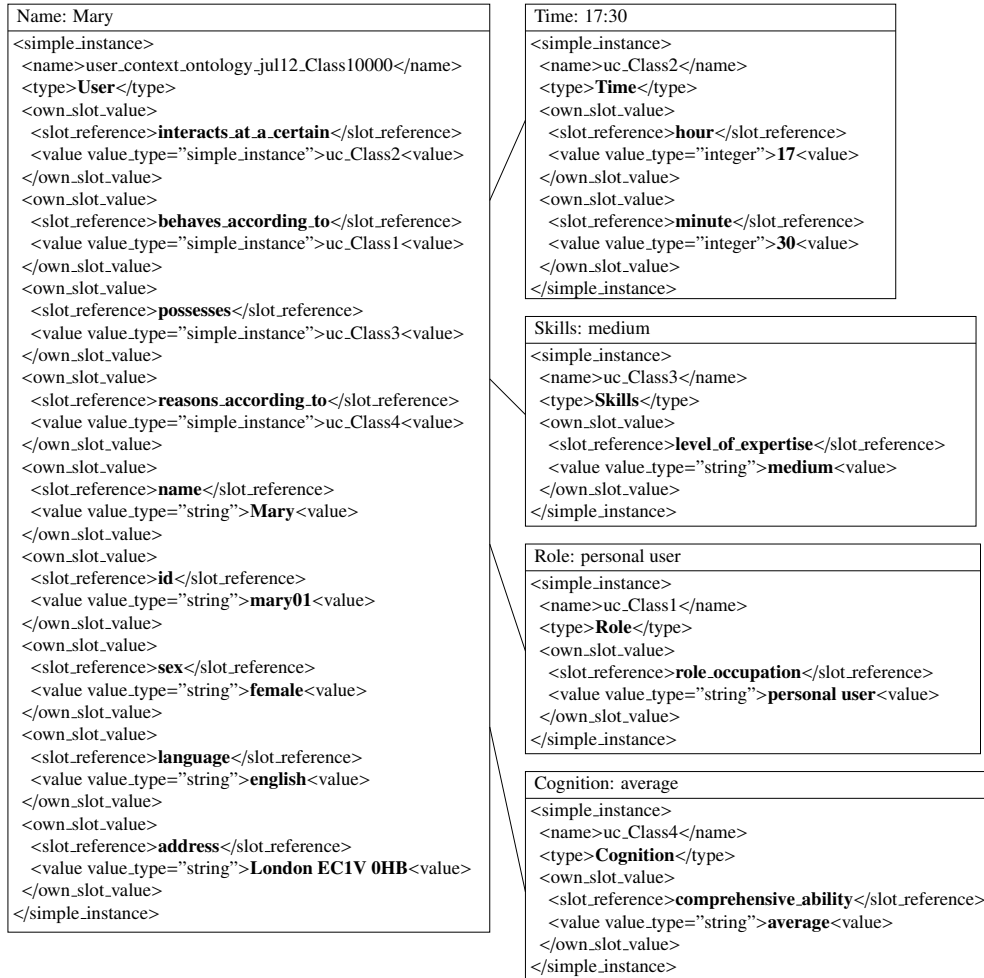 Name: Mary
<simple_instance>
<name>user_context_ontology_jul12_Class10000</name>
<type>User</type>
<own_slot_value>
<slot_reference>interacts_at_a_certain</slot_reference>
<value value_type=”simple_instance”>uc_Class2<value>
</own_slot_value>
<own_slot_value>
<slot_reference>behaves_according_to</slot_reference>
<value value_type=”simple_instance”>uc_Class1<value>
</own_slot_value>
<own_slot_value>
<slot_reference>possesses</slot_reference>
<value value_type=”simple_instance”>uc_Class3<value>
</own_slot_value>
<own_slot_value>
<slot_reference>reasons_according_to</slot_reference>
<value value_type=”simple_instance”>uc_Class4<value>
</own_slot_value>
<own_slot_value>
<slot_reference>name</slot_reference>
<value value_type=”string”>Mary<value>
</own_slot_value>
<own_slot_value>
<slot_reference>id</slot_reference>
<value value_type=”string”>mary01<value>
</own_slot_value>
<own_slot_value>
<slot_reference>sex</slot_reference>
<value value_type=”string”>female<value>
</own_slot_value>
<own_slot_value>
<slot_reference>language</slot_reference>
<value value_type=”string”>english<value>
</own_slot_value>
<own_slot_value>
<slot_reference>address</slot_reference>
<value value_type=”string”>London EC1V 0HB<value>
</own_slot_value>
</simple_instance>
Time: 17:30
<simple_instance>
<name>uc_Class2</name>
<type>Time</type>
<own_slot_value>
<slot_reference>hour</slot_reference>
<value value_type=”integer”>17<value>
</own_slot_value>
<own_slot_value>
<slot_reference>minute</slot_reference>
<value value_type=”integer”>30<value>
</own_slot_value>
</simple_instance>
Skills: medium
<simple_instance>
<name>uc_Class3</name>
<type>Skills</type>
<own_slot_value>
<slot_reference>level_of_expertise</slot_reference>
<value value_type=”string”>medium<value>
</own_slot_value>
</simple_instance>
Role: personal user
<simple_instance>
<name>uc_Class1</name>
<type>Role</type>
<own_slot_value>
<slot_reference>role_occupation</slot_reference>
<value value_type=”string”>personal user<value>
</own_slot_value>
</simple_instance>
Cognition: average
<simple_instance>
<name>uc_Class4</name>
<type>Cognition</type>
<own_slot_value>
<slot_reference>comprehensive_ability</slot_reference>
<value value_type=”string”>average<value>
</own_slot_value>
</simple_instance>